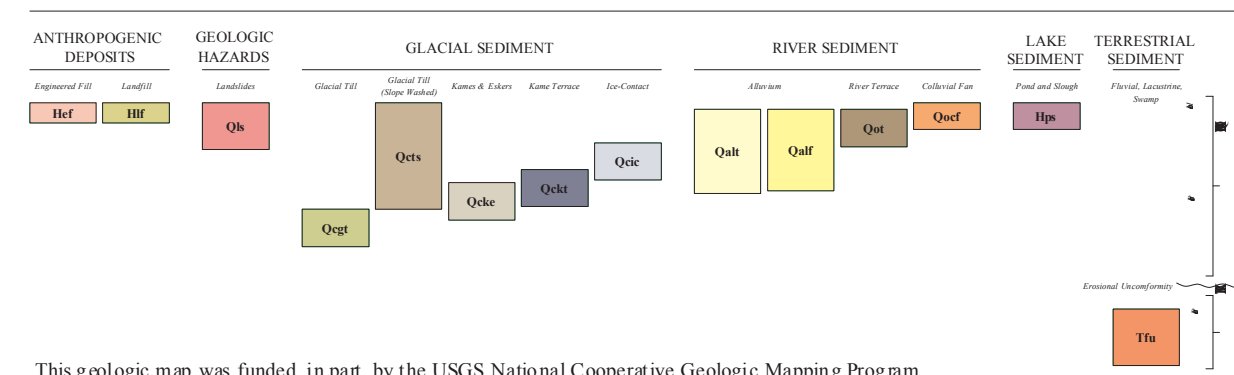 ANTHROPOGENIC DEPOSITS
GEOLOGIC HAZARDS
GLACIAL SEDIMENT
RIVER SEDIMENT
LAKE SEDIMENT
TERRESTRIAL SEDIMENT
Engineered Fill
Landfill
Landslides
Glacial Till
Glacial Till
(Slope Washed)
Kames & Eskers
Kame Terrace
Ice-Contact
Alluvium
River Terrace
Colluvial Fan
Pond and Slough
Fluvial, Lacustrine,
Swamp
Hef
Hlf
Qls
Qcts
Qcgt
Qcke
Qckt
Qcic
Qalt
Qalf
Qot
Qocf
Hps
Erosional Uncomformity
Tfu
This geologic map was funded, in part, by the USGS National Cooperative Geologic Mapping Program